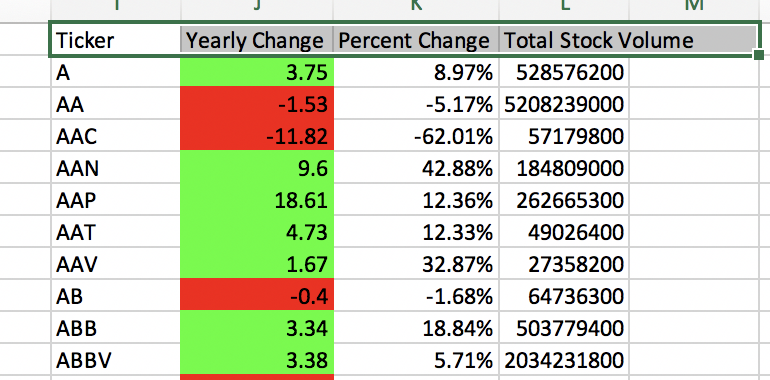 I J K L M
Ticker Yearly Change Percent Change Total Stock Volume
A 3.75 8.97% 528576200
AA -1.53 -5.17% 5208239000
AAC -11.82 -62.01% 57179800
AAN 9.6 42.88% 184809000
AAP 18.61 12.36% 262665300
AAT 4.73 12.33% 49026400
AAV 1.67 32.87% 27358200
AB -0.4 -1.68% 64736300
ABB 3.34 18.84% 503779400
ABBV 3.38 5.71% 2034231800